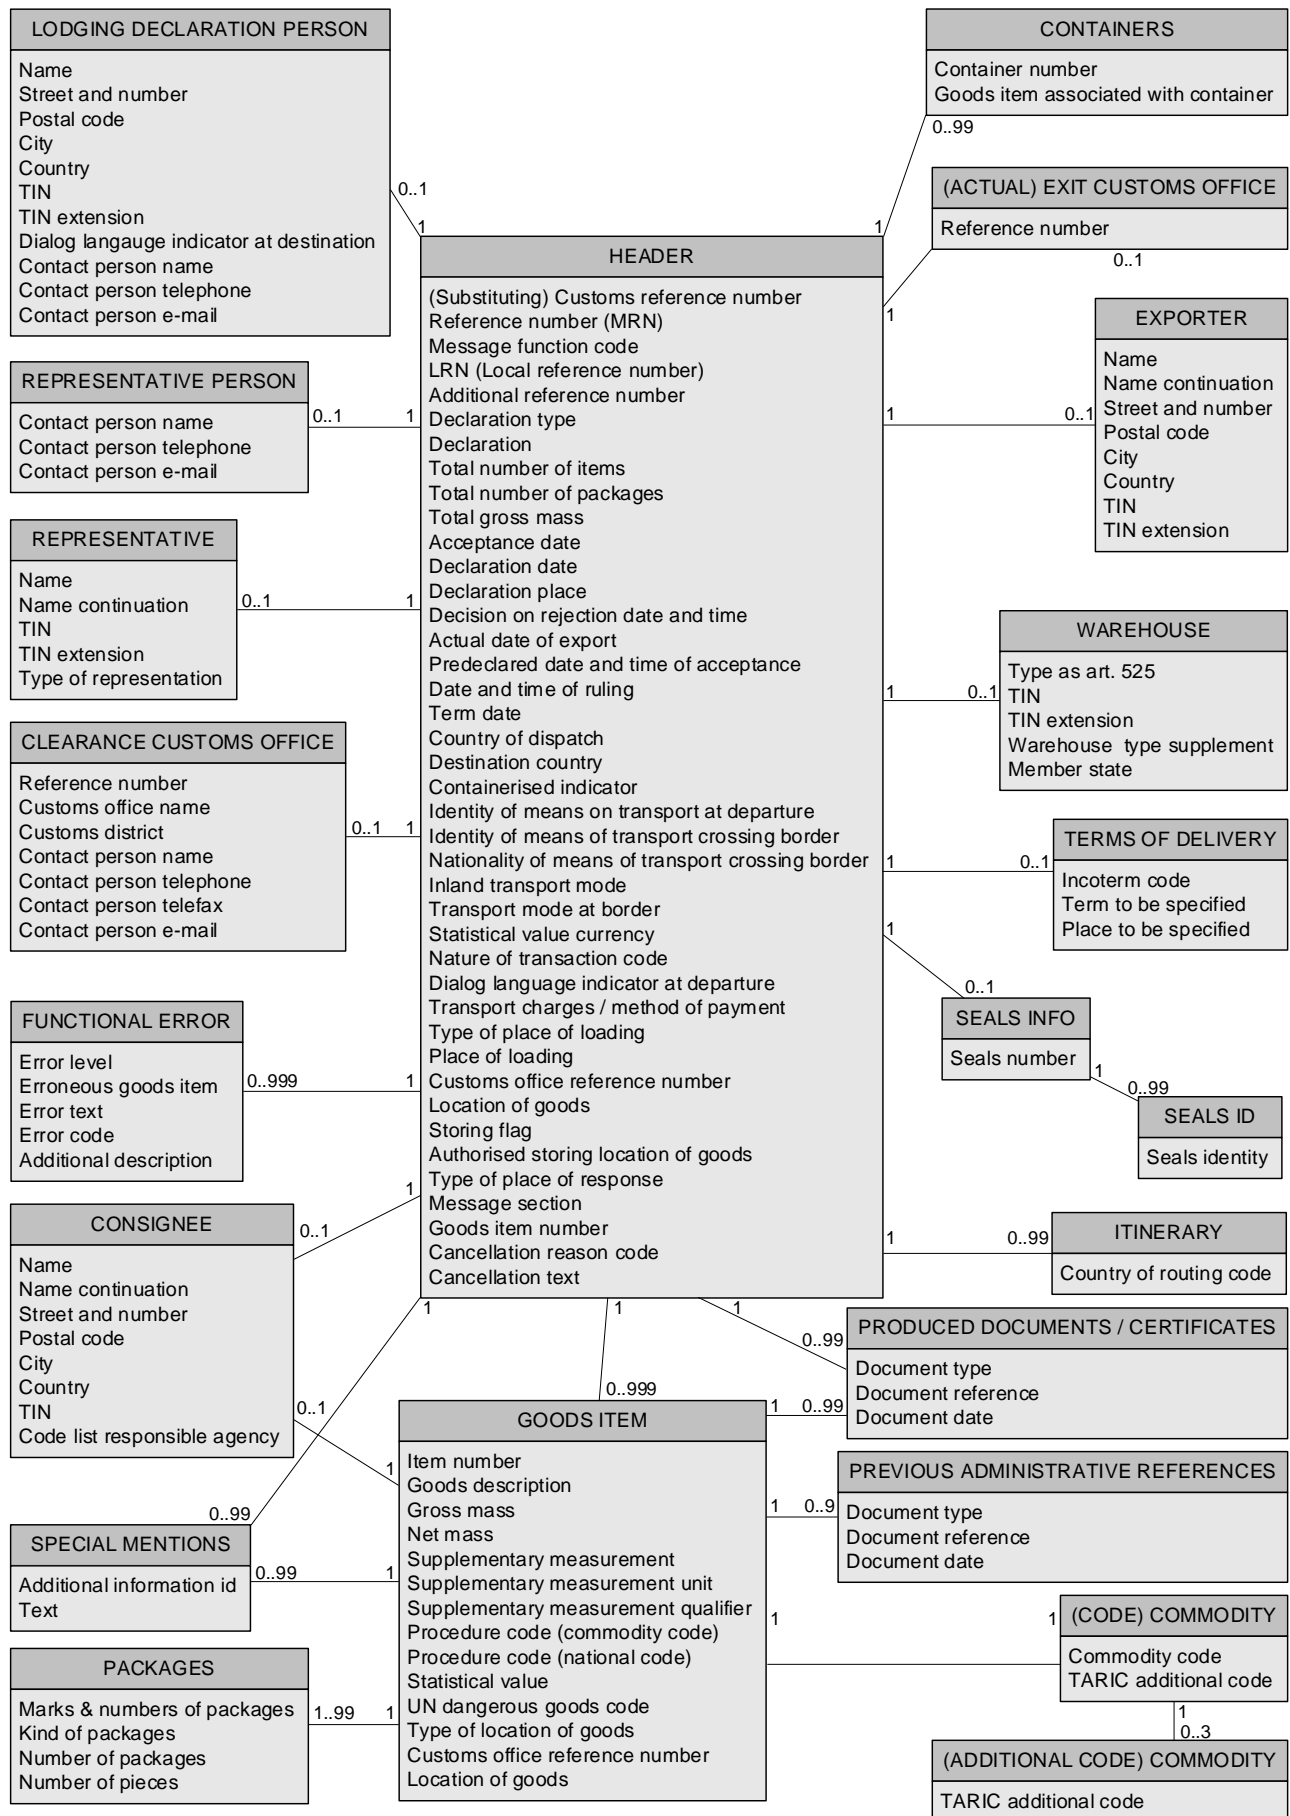 LODGING DECLARATION PERSON
Name
Street and number
Postal code
City
Country
TIN
TIN extension
Dialog langauge indicator at destination
Contact person name
Contact person telephone
Contact person e-mail
0..1
1
CONTAINERS
Container number
Goods item associated with container
0..99
1
(ACTUAL) EXIT CUSTOMS OFFICE
Reference number
0..1
1
HEADER
(Substituting) Customs reference number
Reference number (MRN)
Message function code
LRN (Local reference number)
Additional reference number
Declaration type
Declaration
Total number of items
Total number of packages
Total gross mass
Acceptance date
Declaration date
Declaration place
Decision on rejection date and time
Actual date of export
Predeclared date and time of acceptance
Date and time of ruling
Term date
Country of dispatch
Destination country
Containerised indicator
Identity of means on transport at departure
Identity of means of transport crossing border
Nationality of means of transport crossing border
Inland transport mode
Transport mode at border
Statistical value currency
Nature of transaction code
Dialog language indicator at departure
Transport charges / method of payment
Type of place of loading
Place of loading
Customs office reference number
Location of goods
Storing flag
Authorised storing location of goods
Type of place of response
Message section
Goods item number
Cancellation reason code
Cancellation text
EXPORTER
Name
Name continuation
Street and number
Postal code
City
Country
TIN
TIN extension
1
0..1
REPRESENTATIVE PERSON
Contact person name
Contact person telephone
Contact person e-mail
0..1
1
REPRESENTATIVE
Name
Name continuation
TIN
TIN extension
Type of representation
0..1
1
WAREHOUSE
Type as art. 525
TIN
TIN extension
Warehouse type supplement
Member state
1
0..1
CLEARANCE CUSTOMS OFFICE
Reference number
Customs office name
Customs district
Contact person name
Contact person telephone
Contact person telefax
Contact person e-mail
0..1
1
TERMS OF DELIVERY
Incoterm code
Term to be specified
Place to be specified
1
0..1
1
0..1
SEALS INFO
Seals number
1
0..99
SEALS ID
Seals identity
FUNCTIONAL ERROR
Error level
Erroneous goods item
Error text
Error code
Additional description
0..999
1
CONSIGNEE
Name
Name continuation
Street and number
Postal code
City
Country
TIN
Code list responsible agency
0..1
1
0..1
1
ITINERARY
Country of routing code
1
0..99
PRODUCED DOCUMENTS / CERTIFICATES
Document type
Document reference
Document date
1
0..99
1
0..99
1
0..999
GOODS ITEM
Item number
Goods description
Gross mass
Net mass
Supplementary measurement
Supplementary measurement unit
Supplementary measurement qualifier
Procedure code (commodity code)
Procedure code (national code)
Statistical value
UN dangerous goods code
Type of location of goods
Customs office reference number
Location of goods
PREVIOUS ADMINISTRATIVE REFERENCES
Document type
Document reference
Document date
1
0..9
1
0..99
SPECIAL MENTIONS
Additional information id
Text
0..99
1
PACKAGES
Marks & numbers of packages
Kind of packages
Number of packages
Number of pieces
1..99
1
1
1
(CODE) COMMODITY
Commodity code
TARIC additional code
1
0..3
(ADDITIONAL CODE) COMMODITY
TARIC additional code